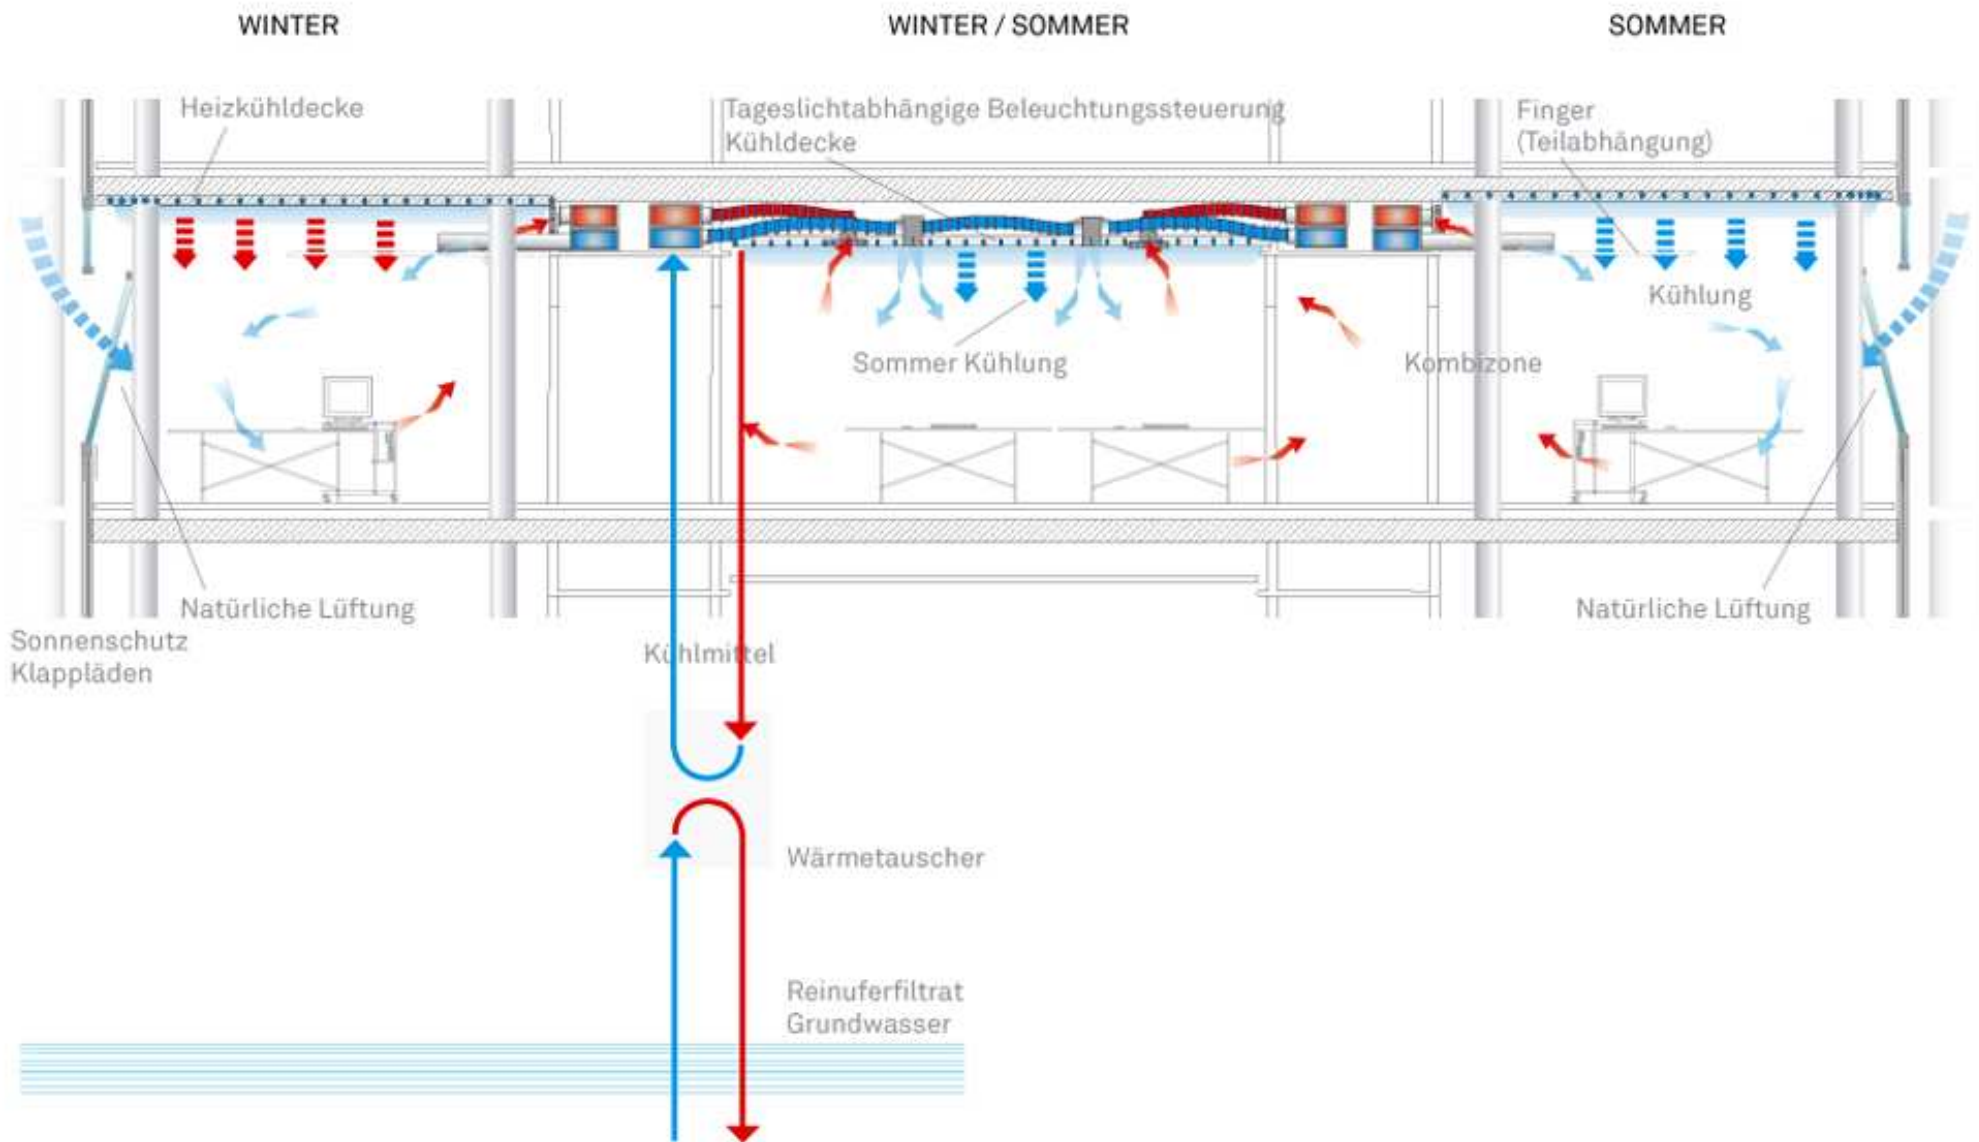 WINTER
WINTER / SOMMER
SOMMER
Heizkühldecke
Tageslichtabhängige Beleuchtungssteuerung
Kühldecke
Finger
(Teilabhängung)
Kühlung
Sommer Kühlung
Kombizone
Natürliche Lüftung
Natürliche Lüftung
Sonnenschutz
Klappläden
Kühlmittel
Wärmetauscher
Reinuferfiltrat
Grundwasser